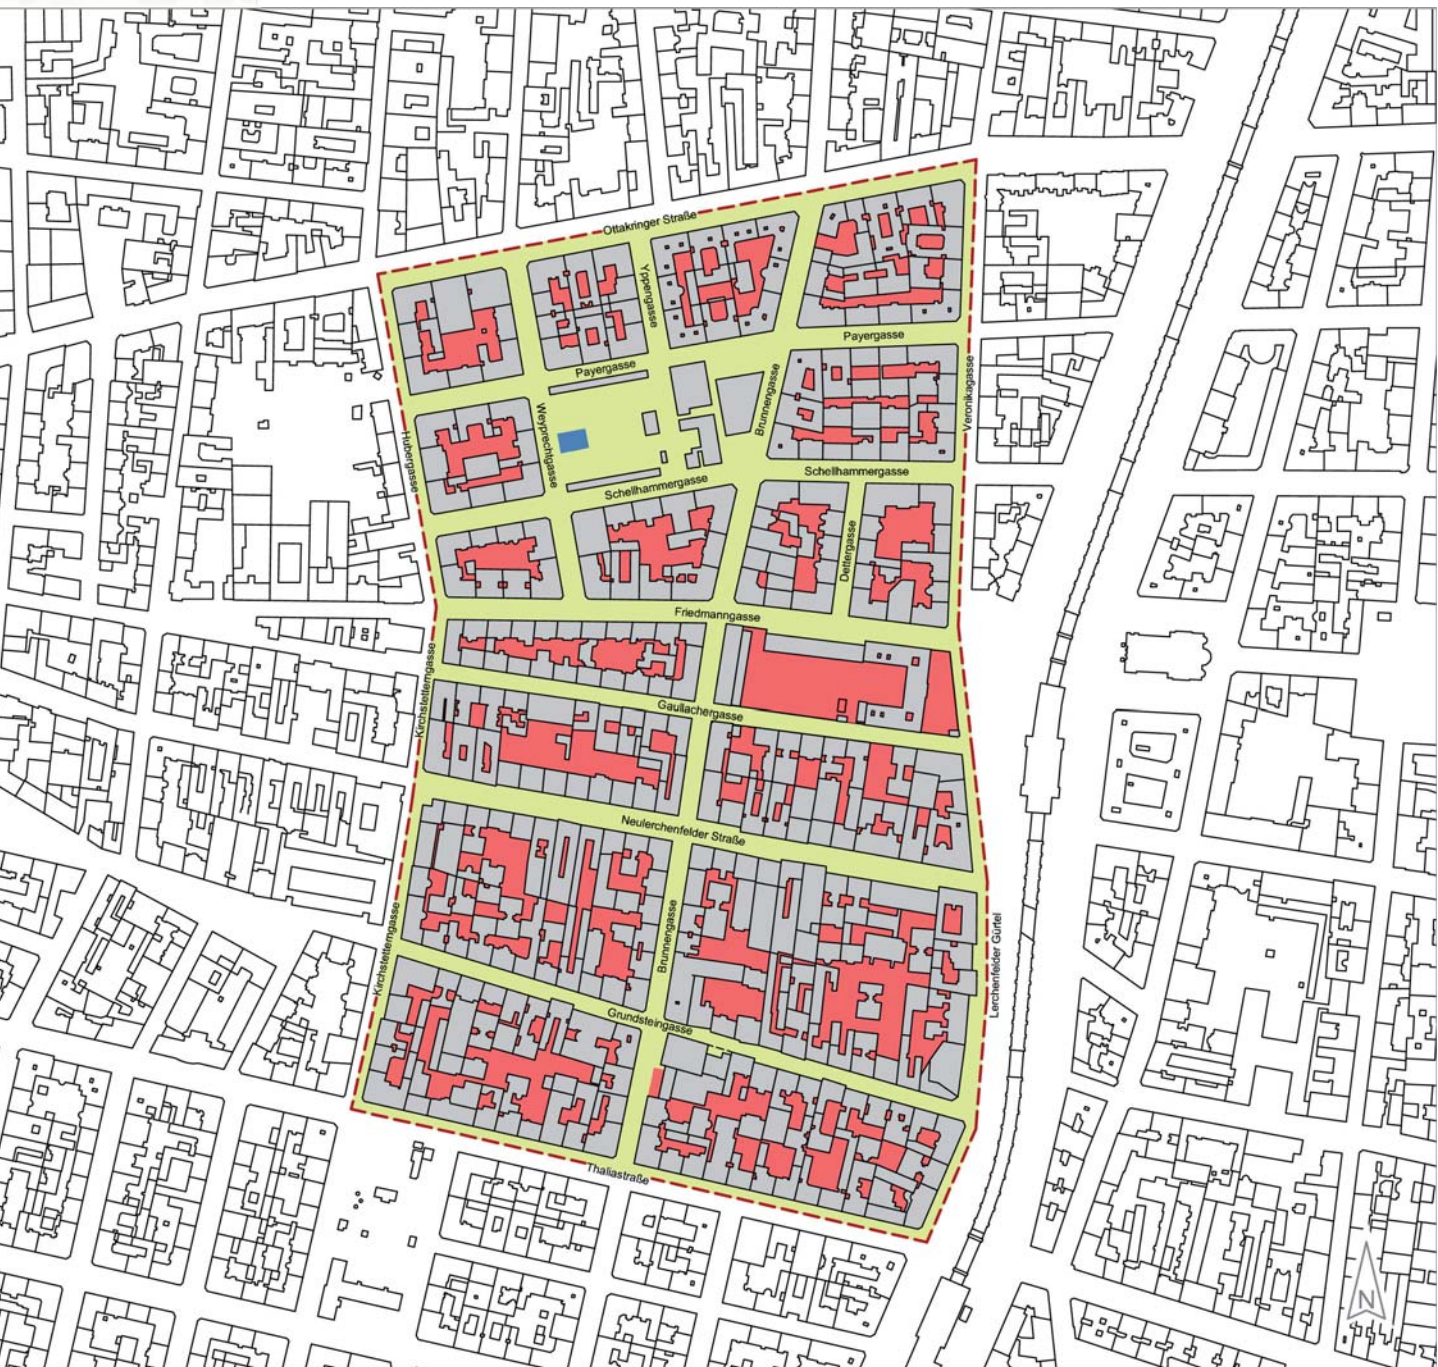 Ottakringer Straße
Yppengasse
Payergasse
Payergasse
Brunnengasse
Veronikagasse
Weyprechtgasse
Hubergasse
Schellhammergasse
Schellhammergasse
Dettergasse
Friedmanngasse
Kirchstetterngasse
Gaullachergasse
Neulerchenfelder Straße
Brunnengasse
Kirchstetterngasse
Lerchenfelder Gürtel
Grundsteingasse
Thaliastraße
N